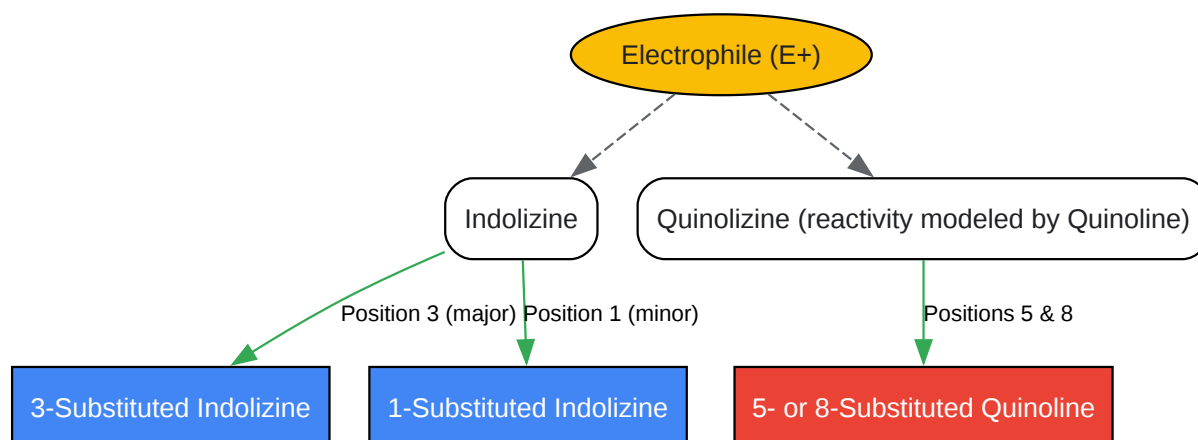 Electrophile (E+)
Indolizine
Quinolizine (reactivity modeled by Quinoline)
Position 3 (major)
Position 1 (minor)
Positions 5 & 8
3-Substituted Indolizine
1-Substituted Indolizine
5- or 8-Substituted Quinoline